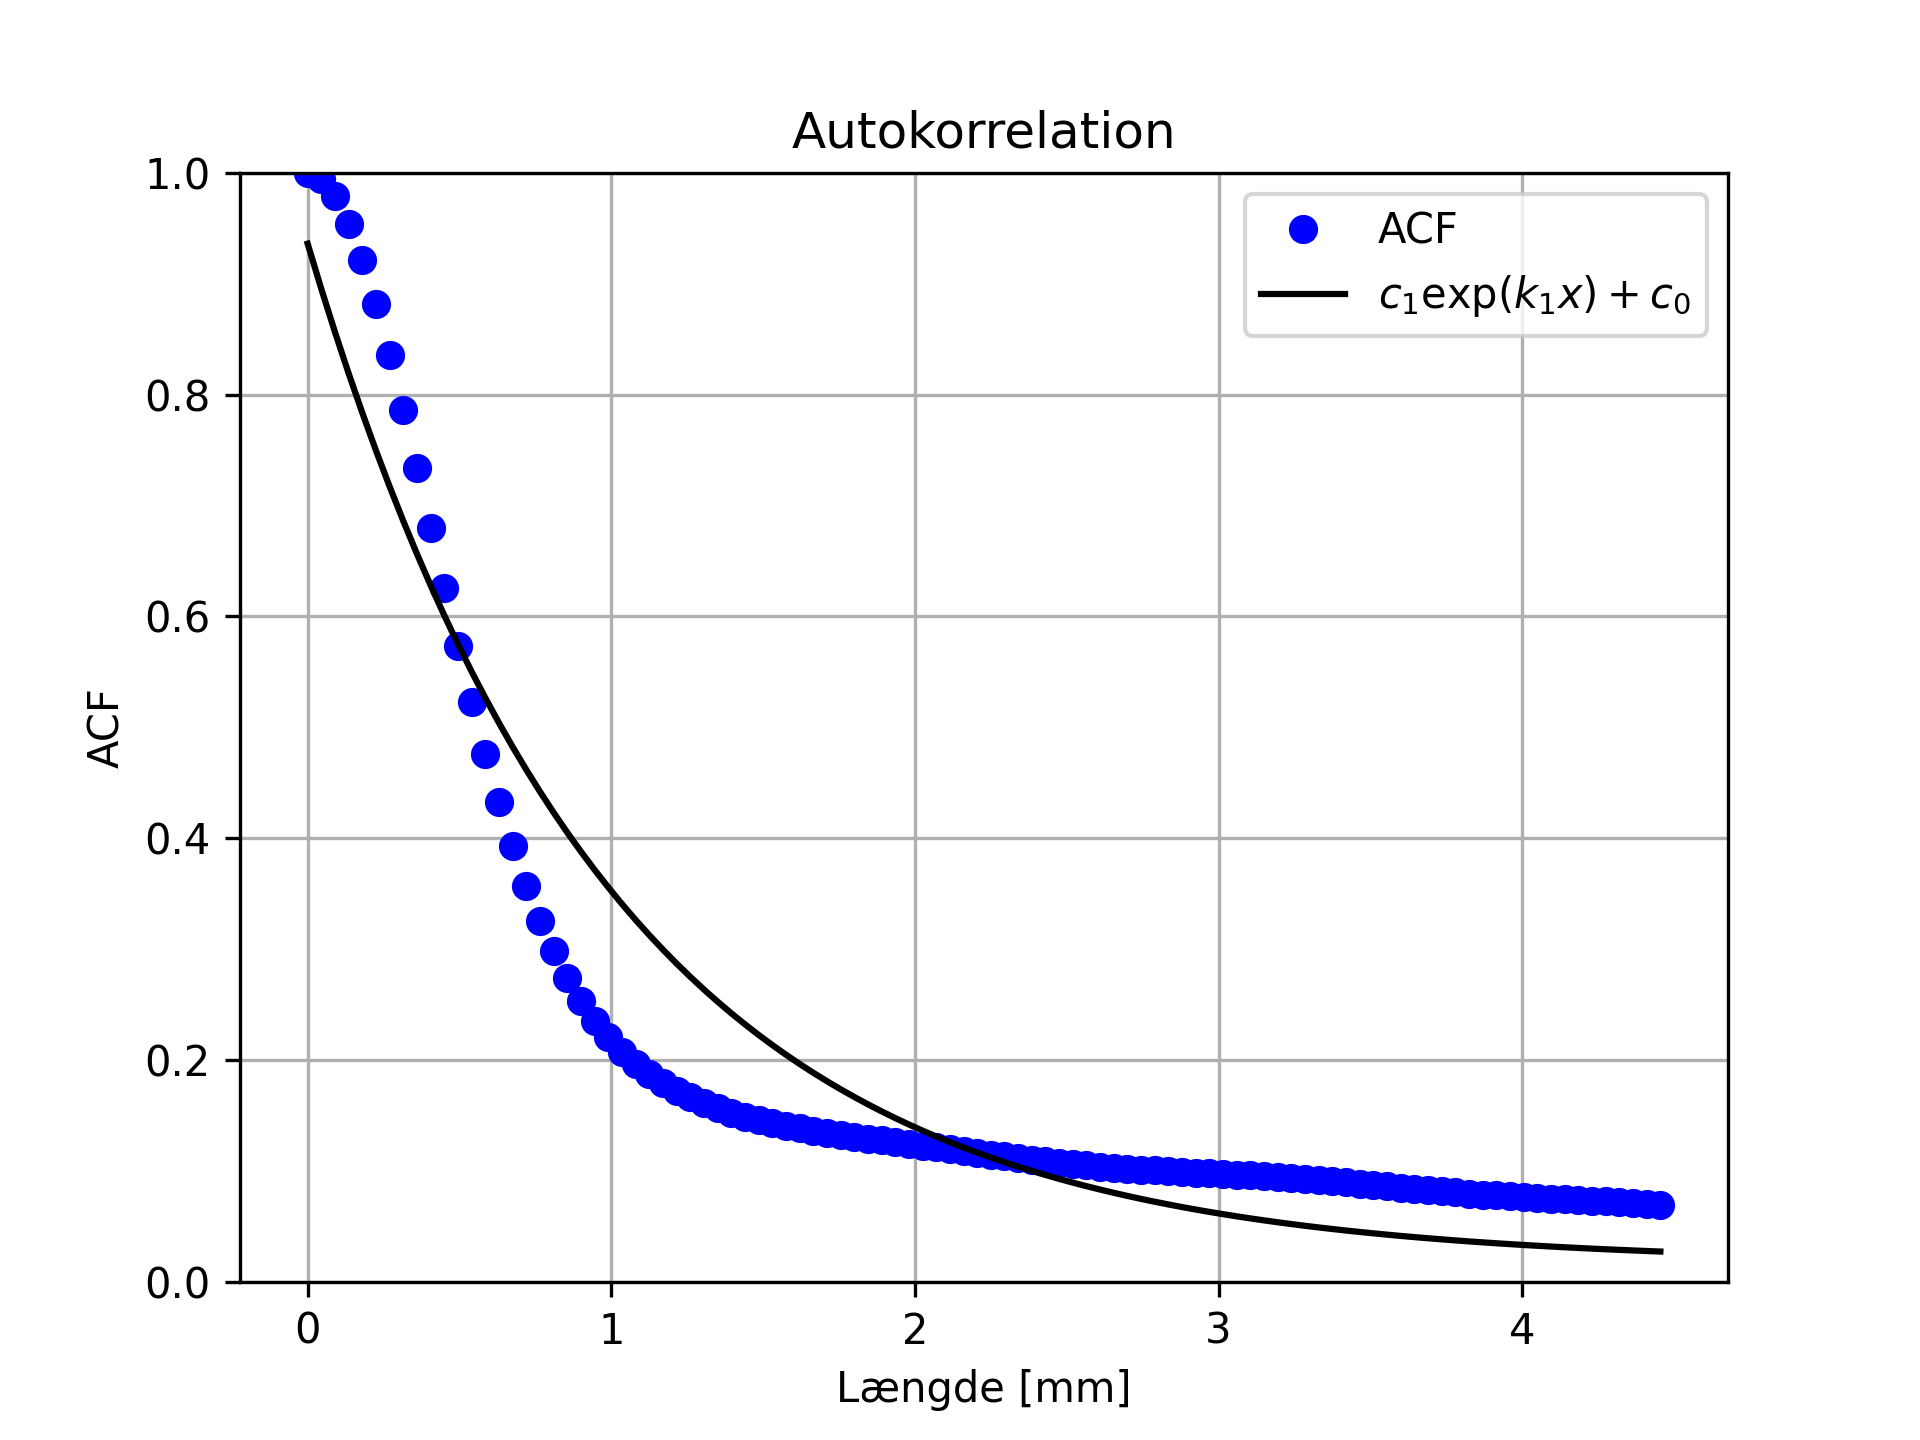 Autokorrelation
ACF
c₁exp(k₁x) + c₀
1.0
0.8
0.6
0.4
0.2
0.0
ACF
0 1 2 3 4
Længde [mm]